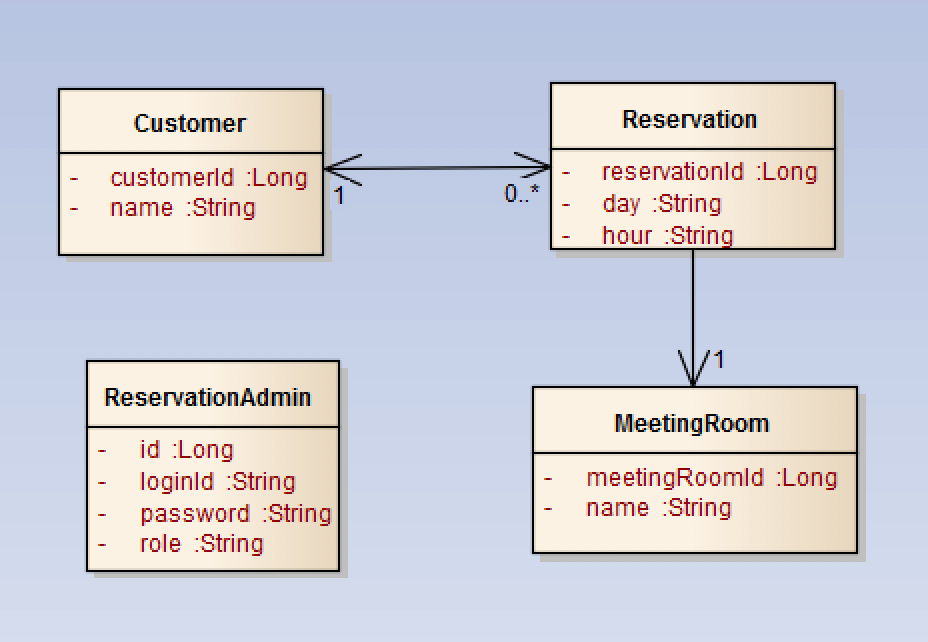 Customer
- customerId :Long
- name :String
1
0..*
Reservation
- reservationId :Long
- day :String
- hour :String
1
ReservationAdmin
- id :Long
- loginId :String
- password :String
- role :String
MeetingRoom
- meetingRoomId :Long
- name :String